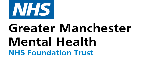 NHS
Greater Manchester
Mental Health
NHS Foundation Trust